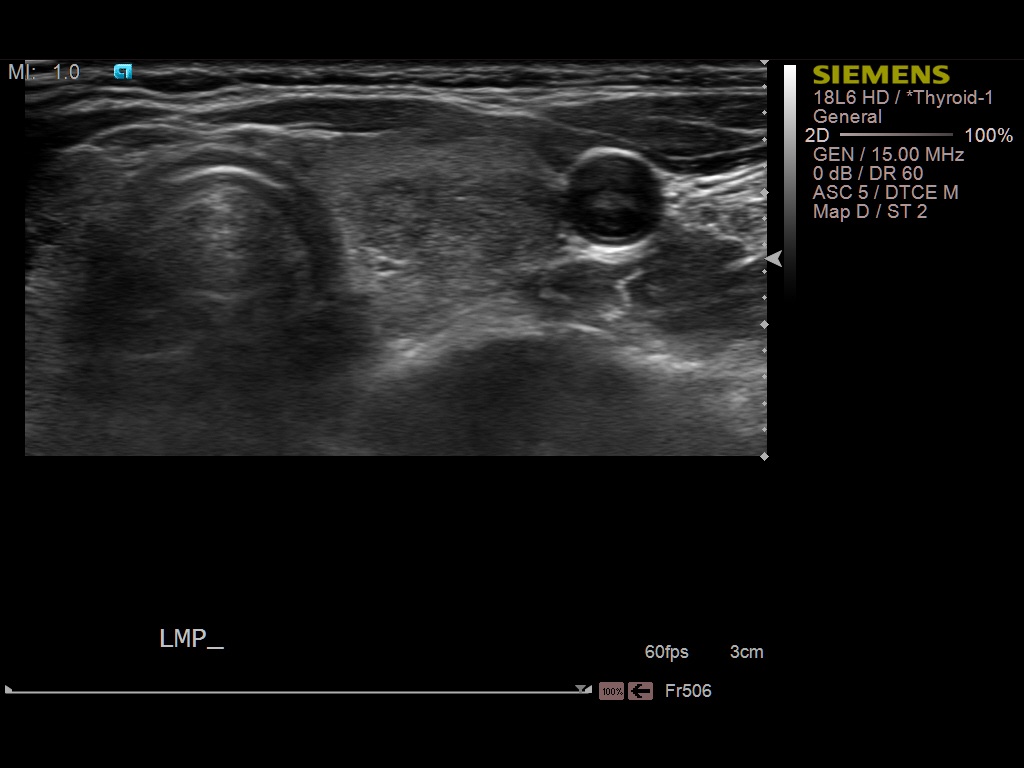 MI: 1.0
SIEMENS
18L6 HD / *Thyroid-1
General
2D 100%
GEN / 15.00 MHz
0 dB / DR 60
ASC 5 / DTCE M
Map D / ST 2
LMP_
60fps 3cm
100% Fr506